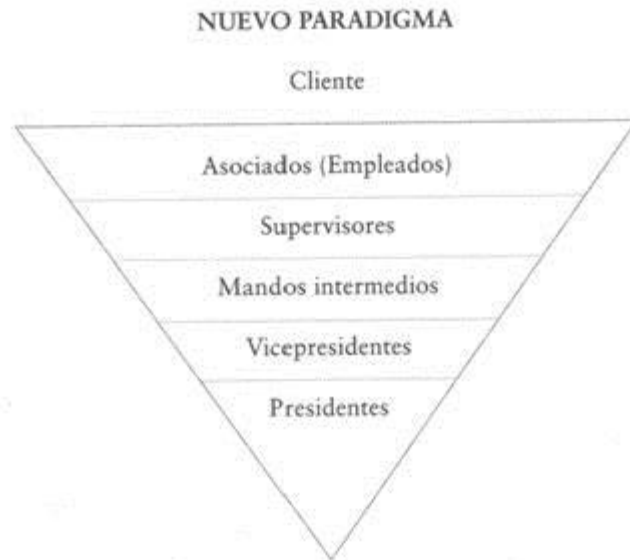 NUEVO PARADIGMA
Cliente
Asociados (Empleados)
Supervisores
Mandos intermedios
Vicepresidentes
Presidentes